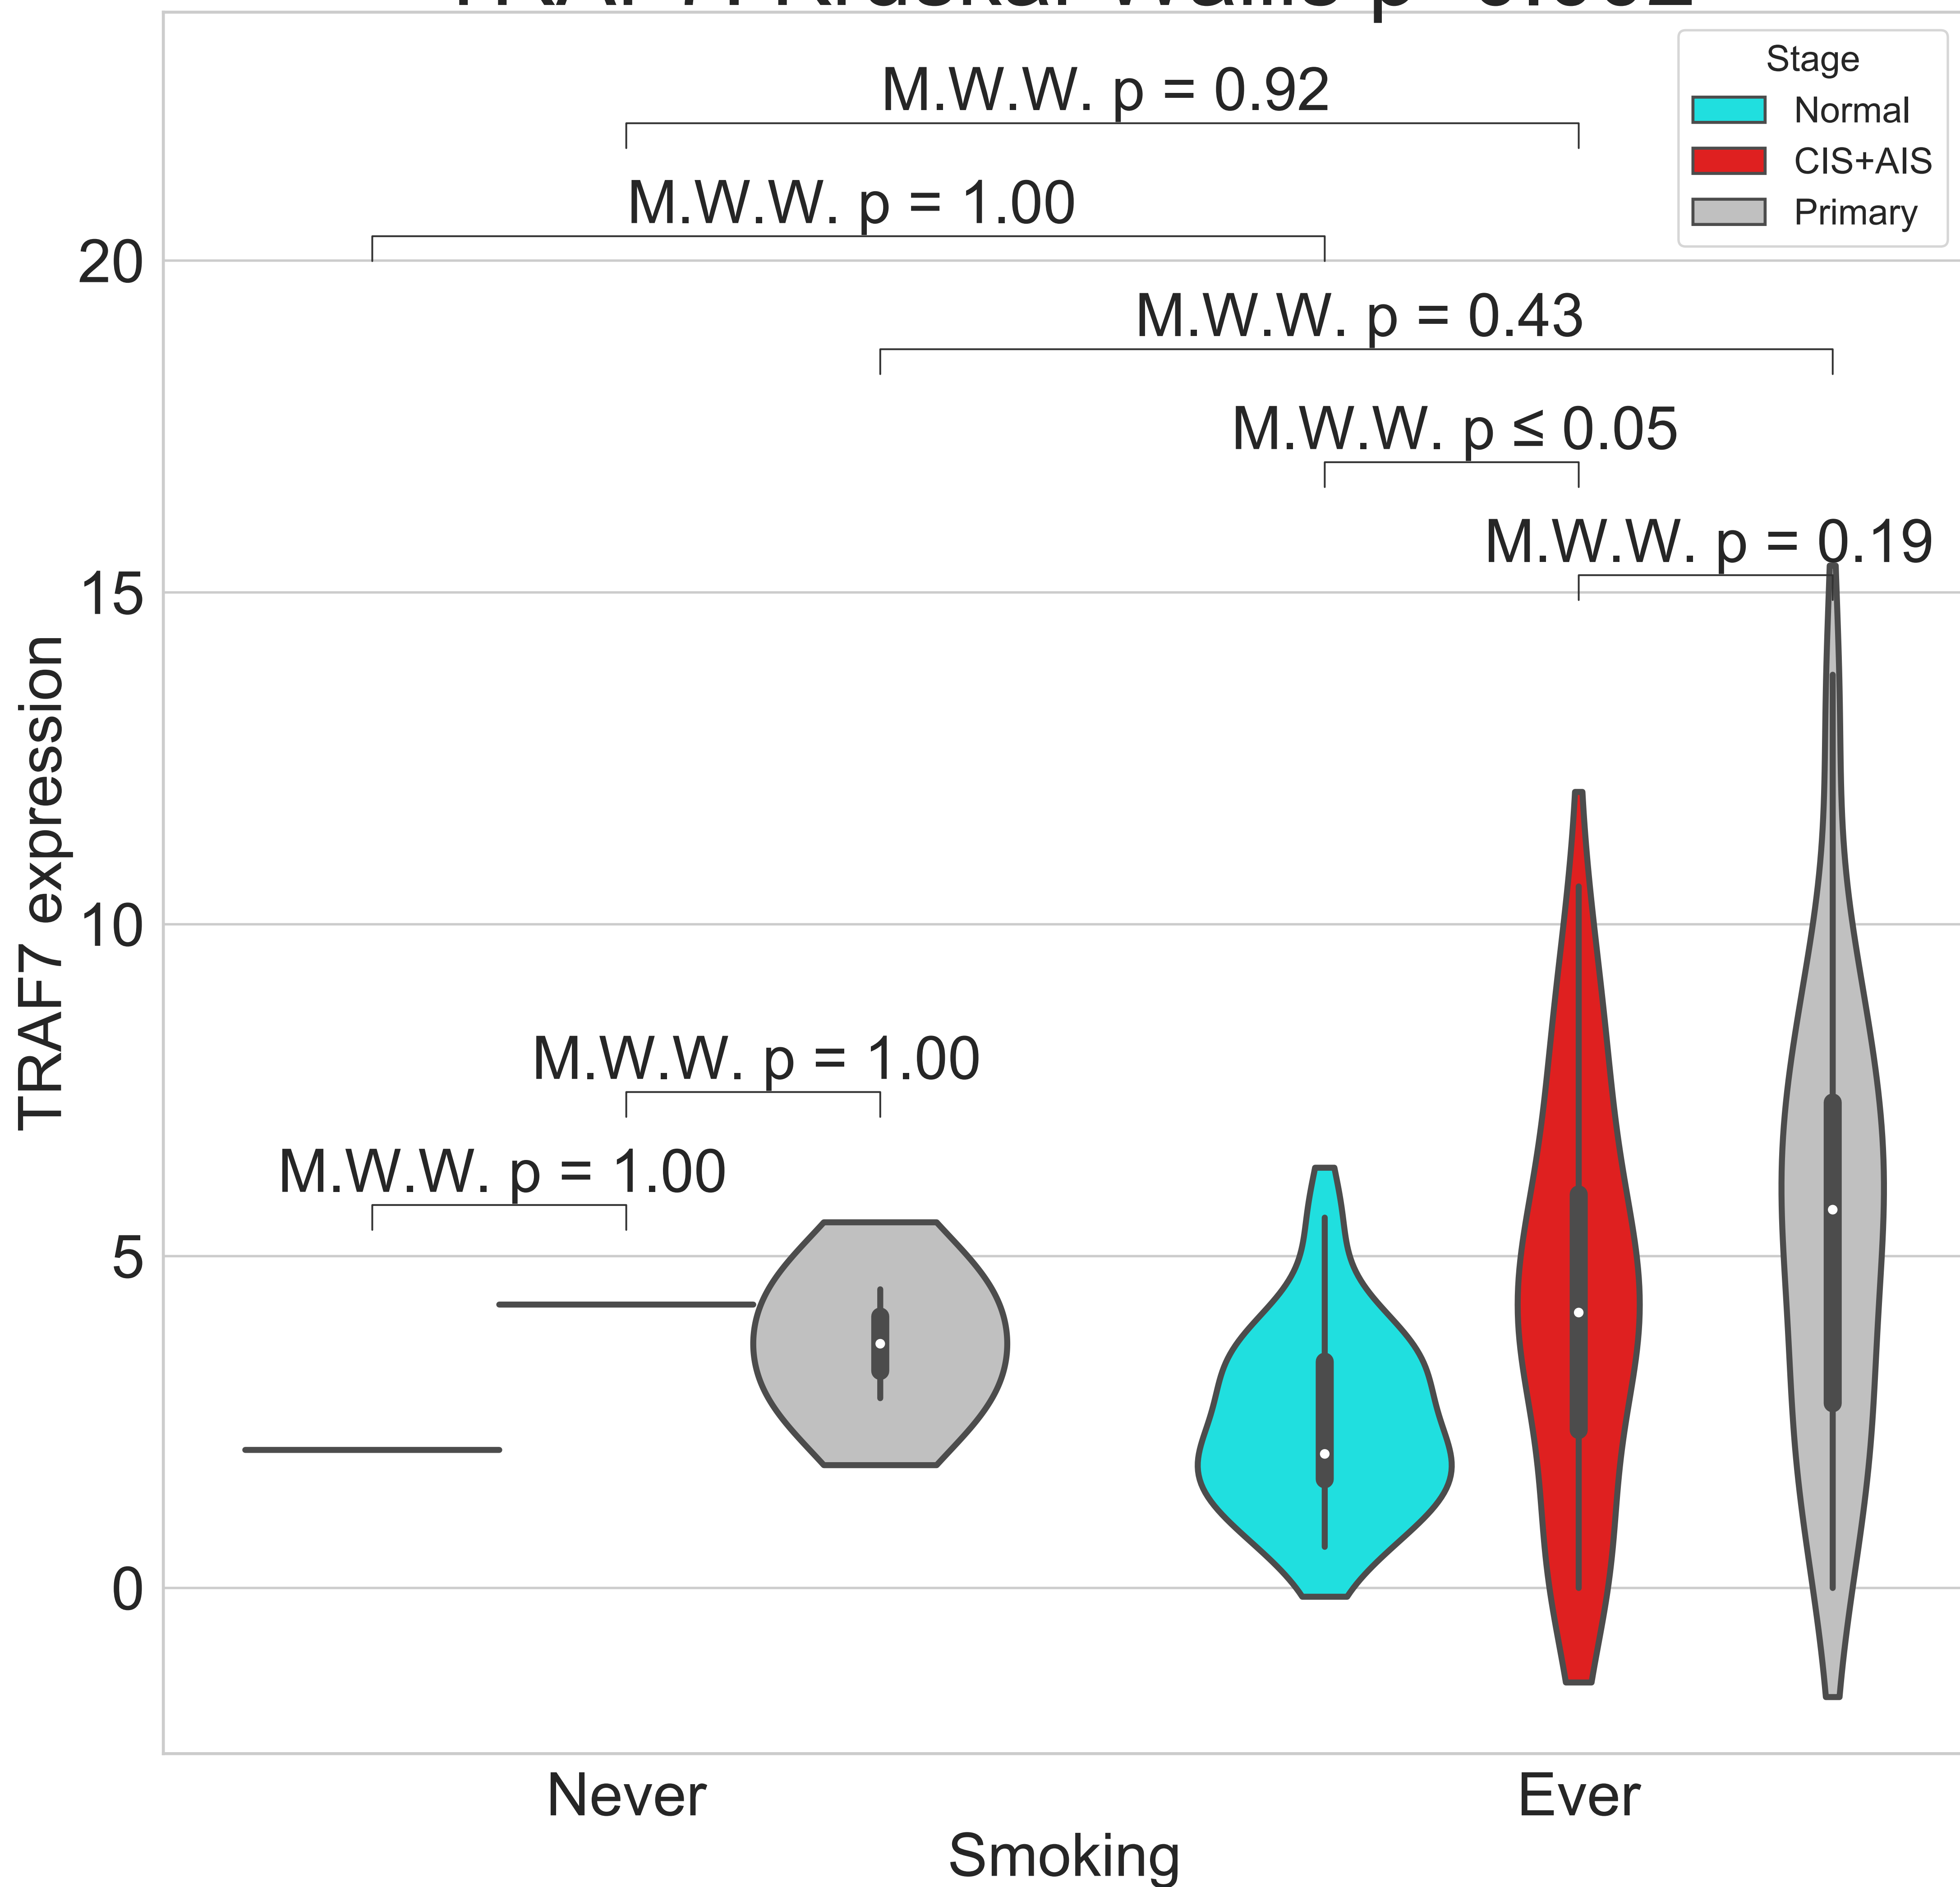 M.W.W. p = 0.92
M.W.W. p = 1.00
M.W.W. p = 0.43
M.W.W. p ≤ 0.05
M.W.W. p = 0.19
M.W.W. p = 1.00
M.W.W. p = 1.00
Stage
Normal
CIS+AIS
Primary
20
15
10
5
0
TRAF7 expression
Never
Ever
Smoking